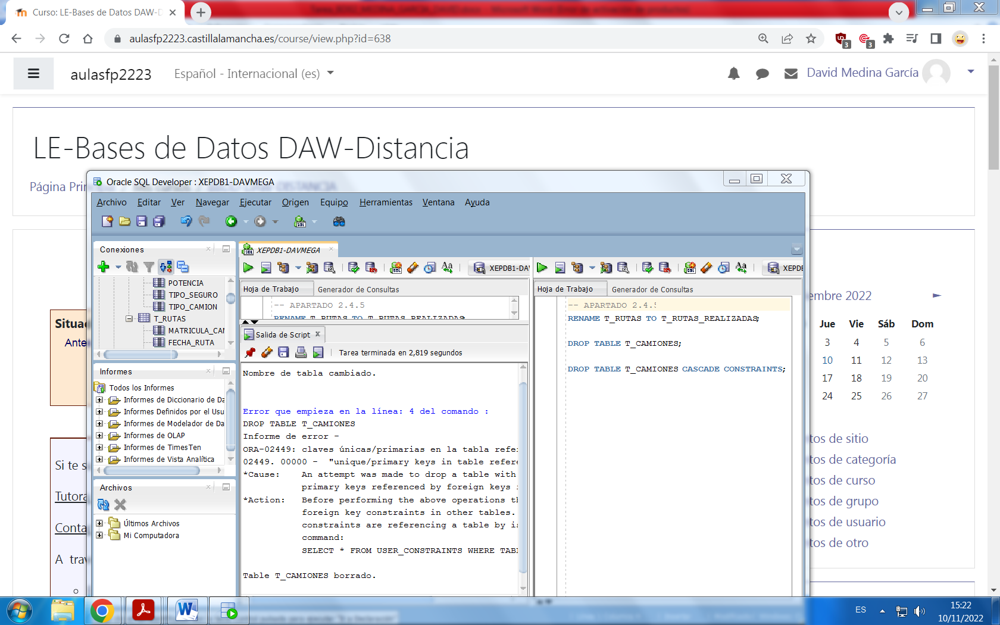 Curso: LE-Bases de Datos DAW-D
aulasfp2223.castillalamancha.es/course/view.php?id=638
3
3
aulasfp2223
Español - Internacional (es)
David Medina García
LE-Bases de Datos DAW-Distancia
Página Prin
Oracle SQL Developer : XEPDB1-DAVMEGA
Archivo Editar Ver Navegar Ejecutar Origen Equipo Herramientas Ventana Ayuda
Conexiones
POTENCIA
TIPO_SEGURO
TIPO_CAMION
T_RUTAS
MATRICULA_CAM
FECHA_RUTA
Informes
Todos los Informes
Informes de Diccionario de Da
Informes Definidos por el Usu
Informes de Modelador de Da
Informes de OLAP
Informes de TimesTen
Informes de Vista Analítica
Archivos
Últimos Archivos
Mi Computadora
XEPDB1-DAVMEGA
XEPDB1-DAV
Hoja de Trabajo Generador de Consultas
-- APARTADO 2.4.5
RENAME T_RUTAS TO T_RUTAS_REALIZADAS;
Salida de Script
Tarea terminada en 2,819 segundos
Nombre de tabla cambiado.
Error que empieza en la línea: 4 del comando :
DROP TABLE T_CAMIONES
Informe de error -
ORA-02449: claves únicas/primarias en la tabla refer
02449. 00000 -  "unique/primary keys in table refere
*Cause:    An attempt was made to drop a table with
primary keys referenced by foreign keys i
*Action:   Before performing the above operations th
foreign key constraints in other tables.
constraints are referencing a table by is
command:
SELECT * FROM USER_CONSTRAINTS WHERE TABL
Table T_CAMIONES borrado.
XEPDB
Hoja de Trabajo Generador de Consultas
-- APARTADO 2.4.5
RENAME T_RUTAS TO T_RUTAS_REALIZADAS;
DROP TABLE T_CAMIONES;
DROP TABLE T_CAMIONES CASCADE CONSTRAINTS;
Situac
Ante
Si te s
Tutora
Conta
A trav
embre 2022 ►
Jue Vie Sáb Dom
3 4 5 6
10 11 12 13
17 18 19 20
24 25 26 27
tos de sitio
tos de categoría
tos de curso
tos de grupo
tos de usuario
tos de otro
ES
15:22
10/11/2022